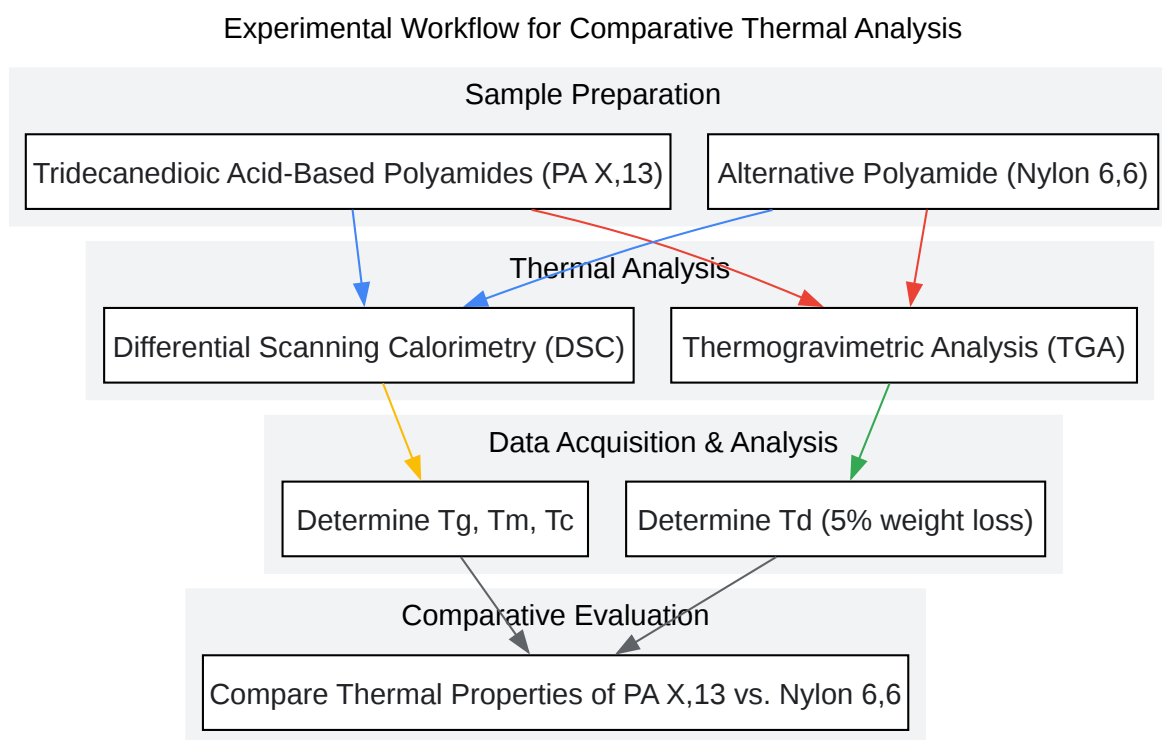 Experimental Workflow for Comparative Thermal Analysis
Sample Preparation
Tridecanedioic Acid-Based Polyamides (PA X,13)
Alternative Polyamide (Nylon 6,6)
Thermal Analysis
Differential Scanning Calorimetry (DSC)
Thermogravimetric Analysis (TGA)
Data Acquisition & Analysis
Determine Tg, Tm, Tc
Determine Td (5% weight loss)
Comparative Evaluation
Compare Thermal Properties of PA X,13 vs. Nylon 6,6